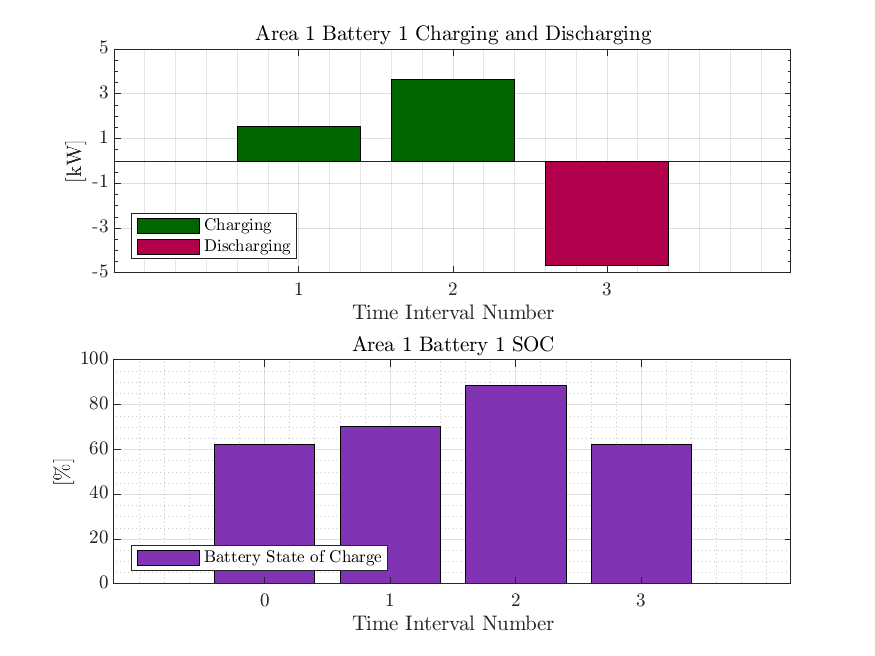 Area 1 Battery 1 Charging and Discharging
5
3
1
-1
-3
-5
[kW]
Charging
Discharging
1 2 3
Time Interval Number
Area 1 Battery 1 SOC
100
80
60
40
20
0
[%]
Battery State of Charge
0 1 2 3
Time Interval Number